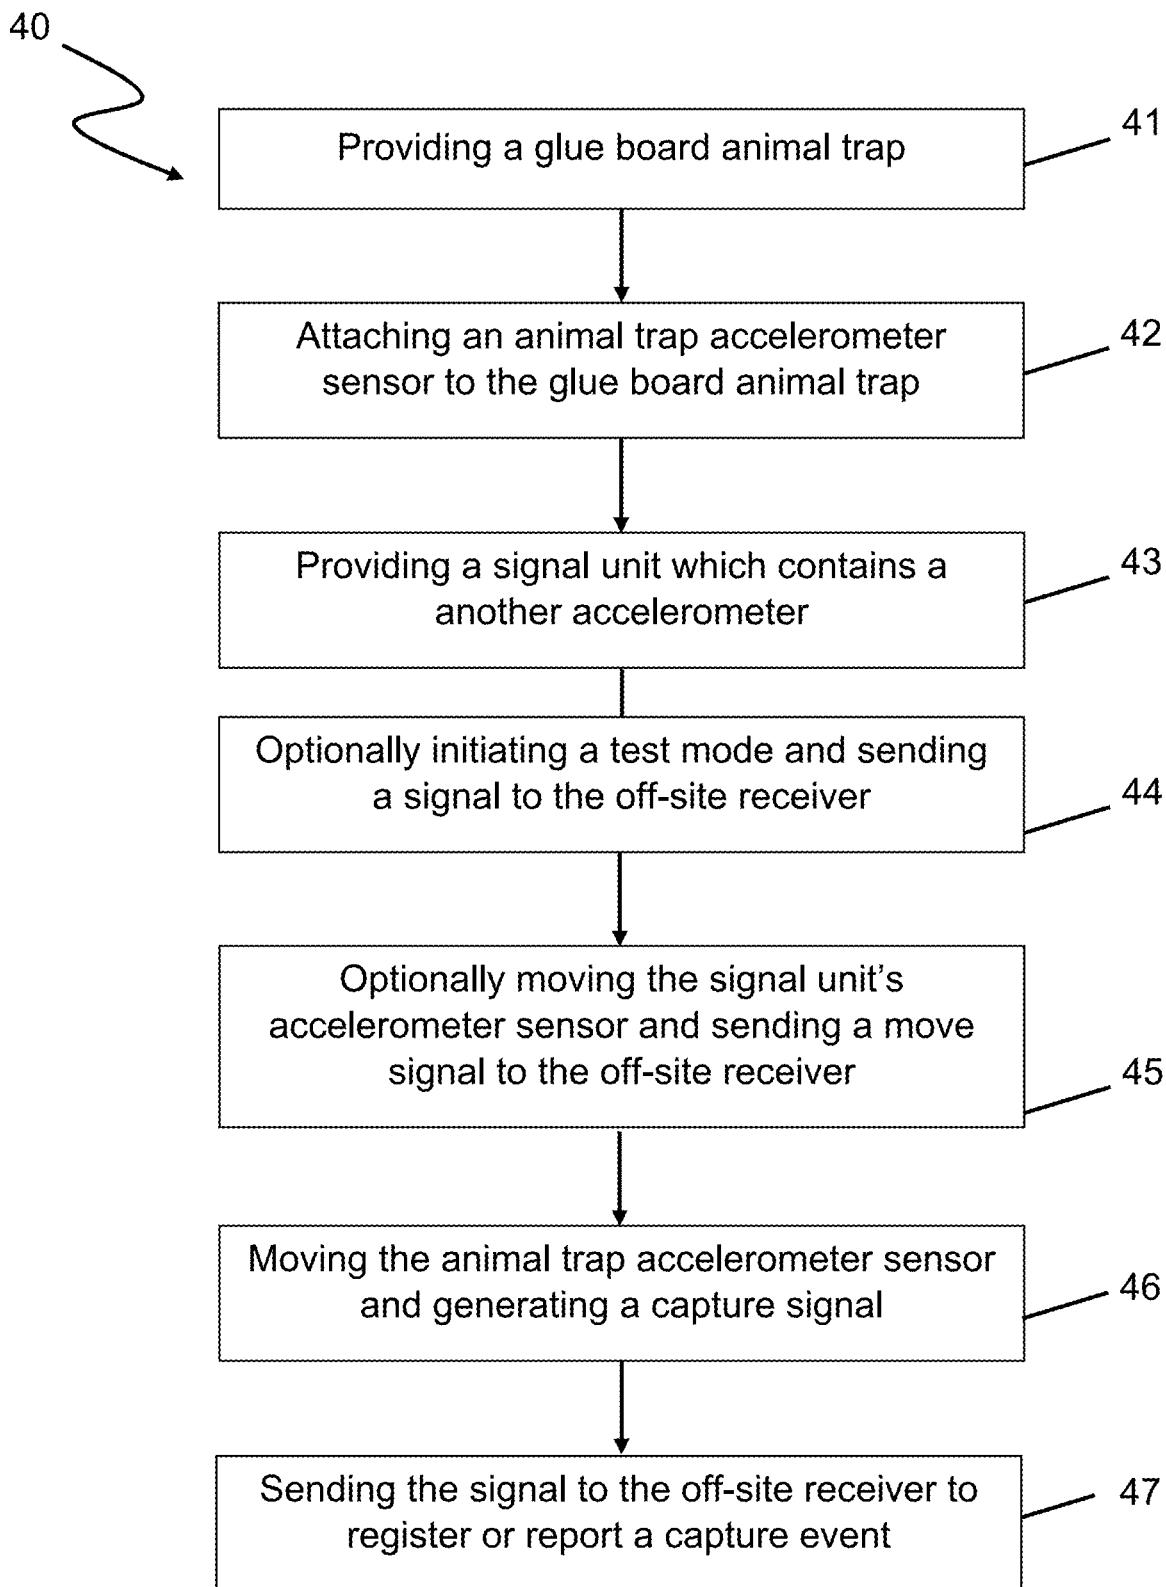 40
Providing a glue board animal trap
41
Attaching an animal trap accelerometer
sensor to the glue board animal trap
42
Providing a signal unit which contains a
another accelerometer
43
Optionally initiating a test mode and sending
a signal to the off-site receiver
44
Optionally moving the signal unit's
accelerometer sensor and sending a move
signal to the off-site receiver
45
Moving the animal trap accelerometer sensor
and generating a capture signal
46
Sending the signal to the off-site receiver to
register or report a capture event
47